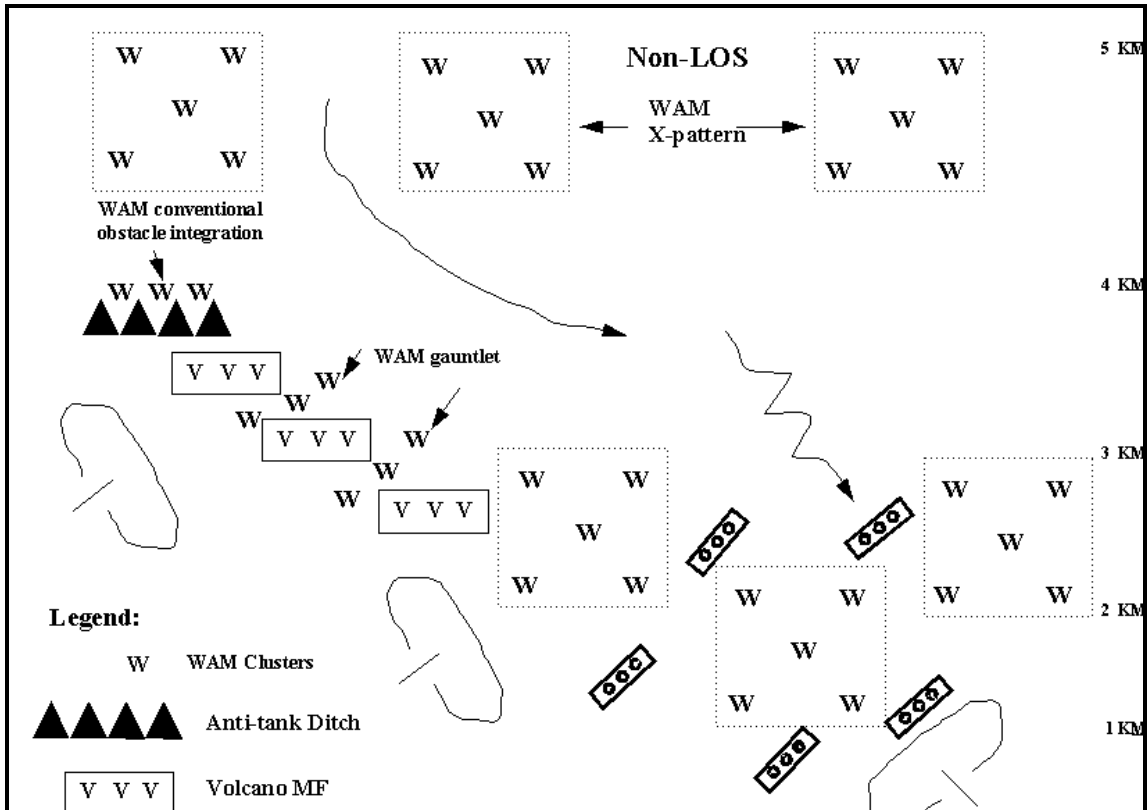 5 KM
W W
W
W W
W W
W
W W
Non-LOS
WAM
X-pattern
W W
W
W W
WAM conventional
obstacle integration
4 KM
W W W
V V V
WAM gauntlet
W
W
W
V V V
W
W
W
V V V
3 KM
W W
W
W W
W W
W
W W
2 KM
W W
W
W W
1 KM
Legend:
W WAM Clusters
Anti-tank Ditch
V V V Volcano MF